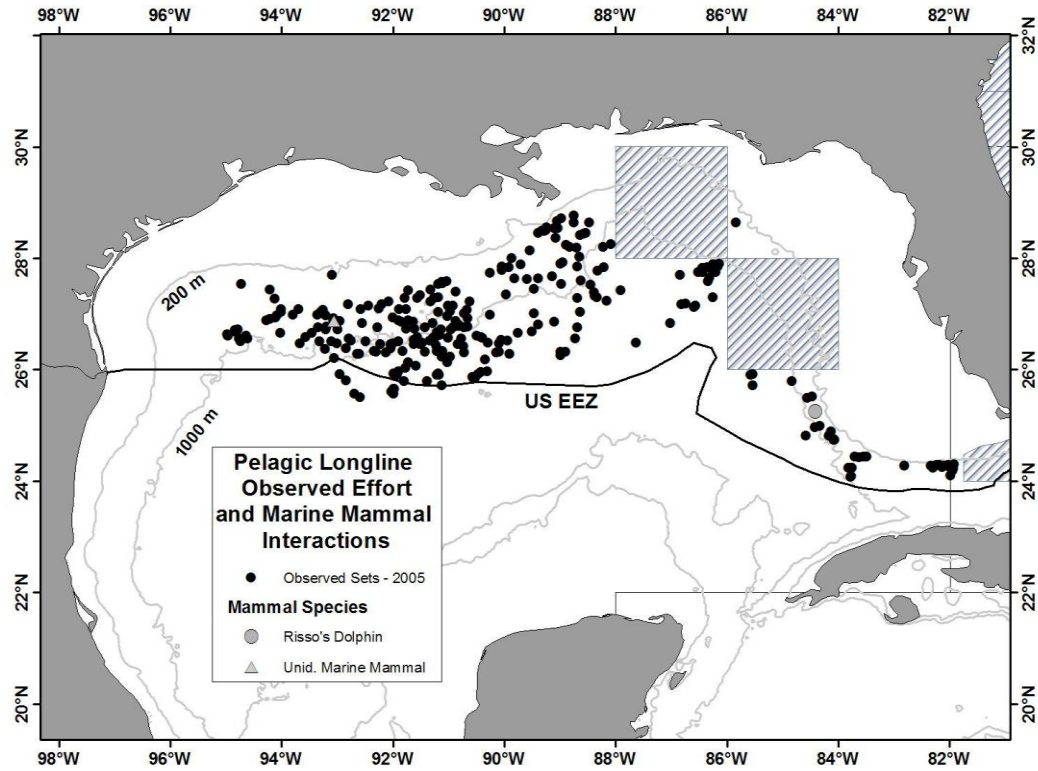 98°W 96°W 94°W 92°W 90°W 88°W 86°W 84°W 82°W
32°N
30°N 30°N
28°N 28°N
200 m
26°N 26°N
US EEZ
1000 m
24°N 24°N
Pelagic Longline
Observed Effort
and Marine Mammal
Interactions
Observed Sets - 2005
Mammal Species
Risso's Dolphin
Unid. Marine Mammal
22°N 22°N
20°N 20°N
98°W 96°W 94°W 92°W 90°W 88°W 86°W 84°W 82°W